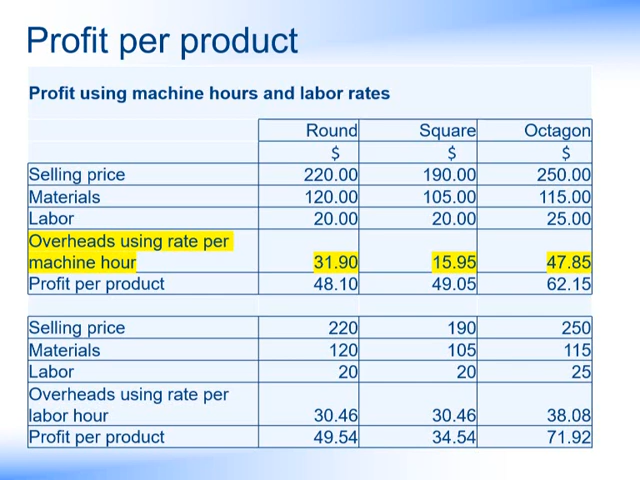 Profit per product
Profit using machine hours and labor rates
Round Square Octagon
$ $ $
Selling price 220.00 190.00 250.00
Materials 120.00 105.00 115.00
Labor 20.00 20.00 25.00
Overheads using rate per
machine hour 31.90 15.95 47.85
Profit per product 48.10 49.05 62.15
Selling price 220 190 250
Materials 120 105 115
Labor 20 20 25
Overheads using rate per
labor hour 30.46 30.46 38.08
Profit per product 49.54 34.54 71.92